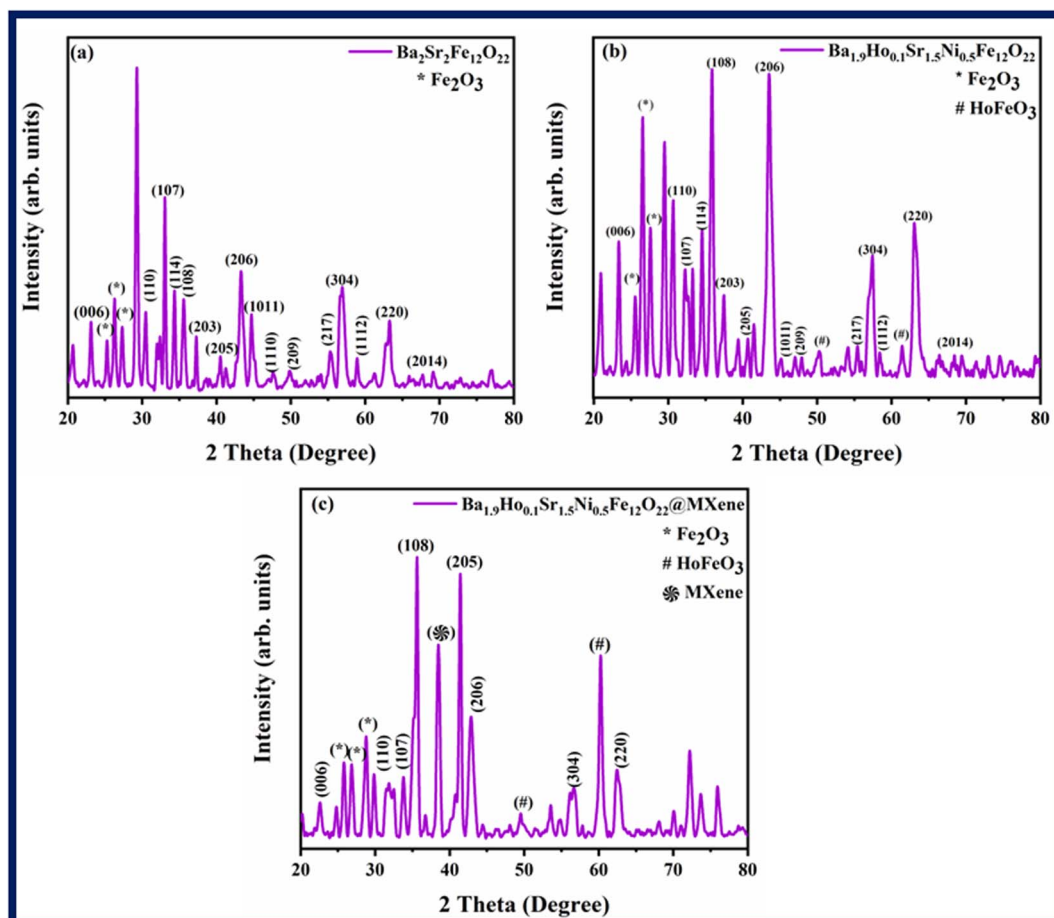 (a)
Ba₂Sr₂Fe₁₂O₂₂
* Fe₂O₃
Intensity (arb. units)
(006)
(*)
(*)
(*)
(110)
(107)
(114)
(108)
(203)
(205)
(206)
(1011)
(1110)
(209)
(217)
(304)
(1112)
(220)
(2014)
20 30 40 50 60 70 80
2 Theta (Degree)
(b)
Ba₁.₉Ho₀.₁Sr₁.₅Ni₀.₅Fe₁₂O₂₂
* Fe₂O₃
# HoFeO₃
Intensity (arb. units)
(006)
(*)
(*)
(*)
(110)
(107)
(114)
(108)
(203)
(205)
(206)
(1011)
(209)
(#)
(217)
(304)
(1112)
(#)
(220)
(2014)
20 30 40 50 60 70 80
2 Theta (Degree)
(c)
Ba₁.₉Ho₀.₁Sr₁.₅Ni₀.₅Fe₁₂O₂₂@MXene
* Fe₂O₃
# HoFeO₃
MXene
Intensity (arb. units)
(006)
(*)
(*)
(*)
(110)
(107)
(108)
(205)
(206)
(#)
(304)
(#)
(220)
20 30 40 50 60 70 80
2 Theta (Degree)